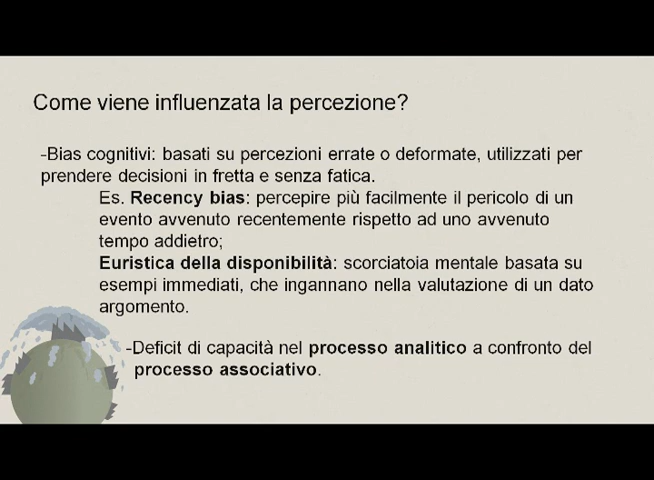 Come viene influenzata la percezione?
-Bias cognitivi: basati su percezioni errate o deformate, utilizzati per
prendere decisioni in fretta e senza fatica.
Es. Recency bias: percepire più facilmente il pericolo di un
evento avvenuto recentemente rispetto ad uno avvenuto
tempo addietro;
Euristica della disponibilità: scorciatoia mentale basata su
esempi immediati, che ingannano nella valutazione di un dato
argomento.
-Deficit di capacità nel processo analitico a confronto del
processo associativo.